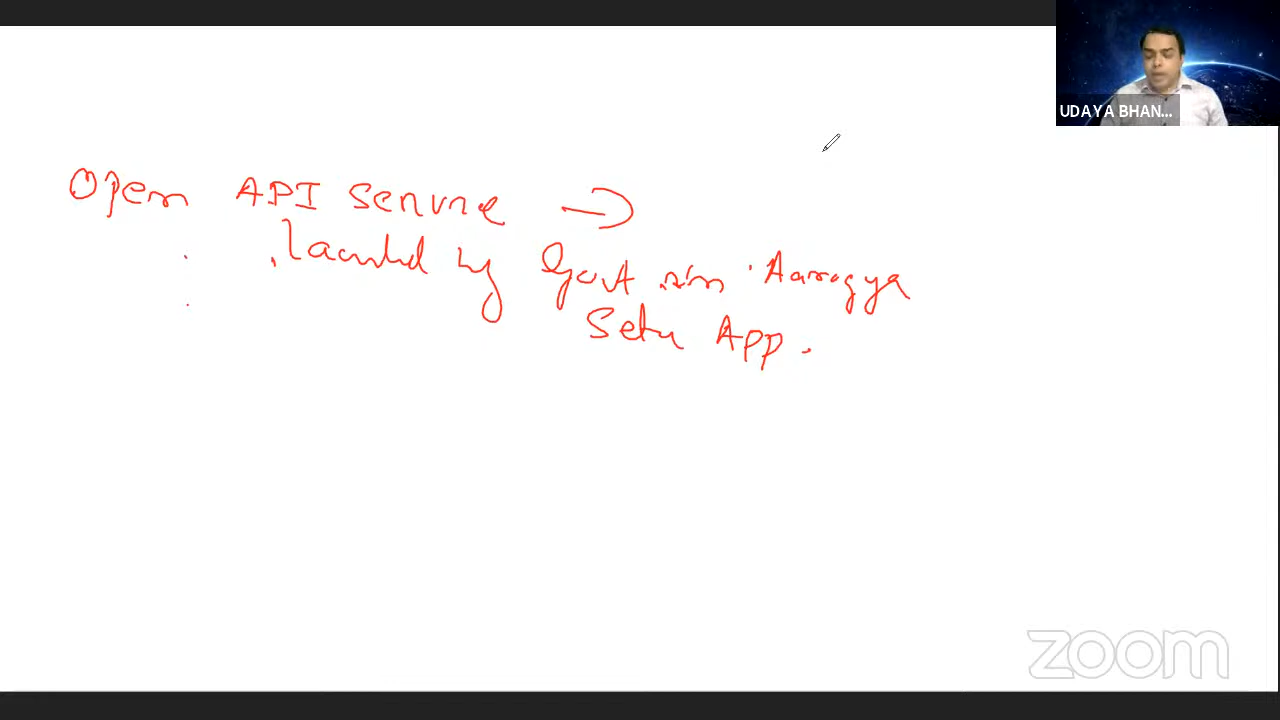 UDAYA BHAN...
Open API Service →
launched by Govt in Aarogya
Setu App.
zoom